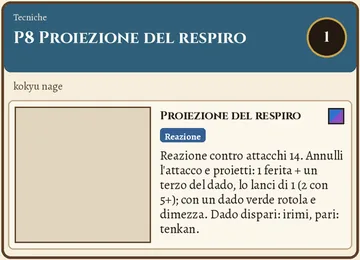 Tecniche
P8 Proiezione del respiro
1
kokyu nage
Proiezione del respiro
Reazione
Reazione contro attacchi 14. Annulli
l'attacco e proietti: 1 ferita + un
terzo del dado, lo lanci di 1 (2 con
5+); con un dado verde rotola e
dimezza. Dado dispari: irimi, pari:
tenkan.